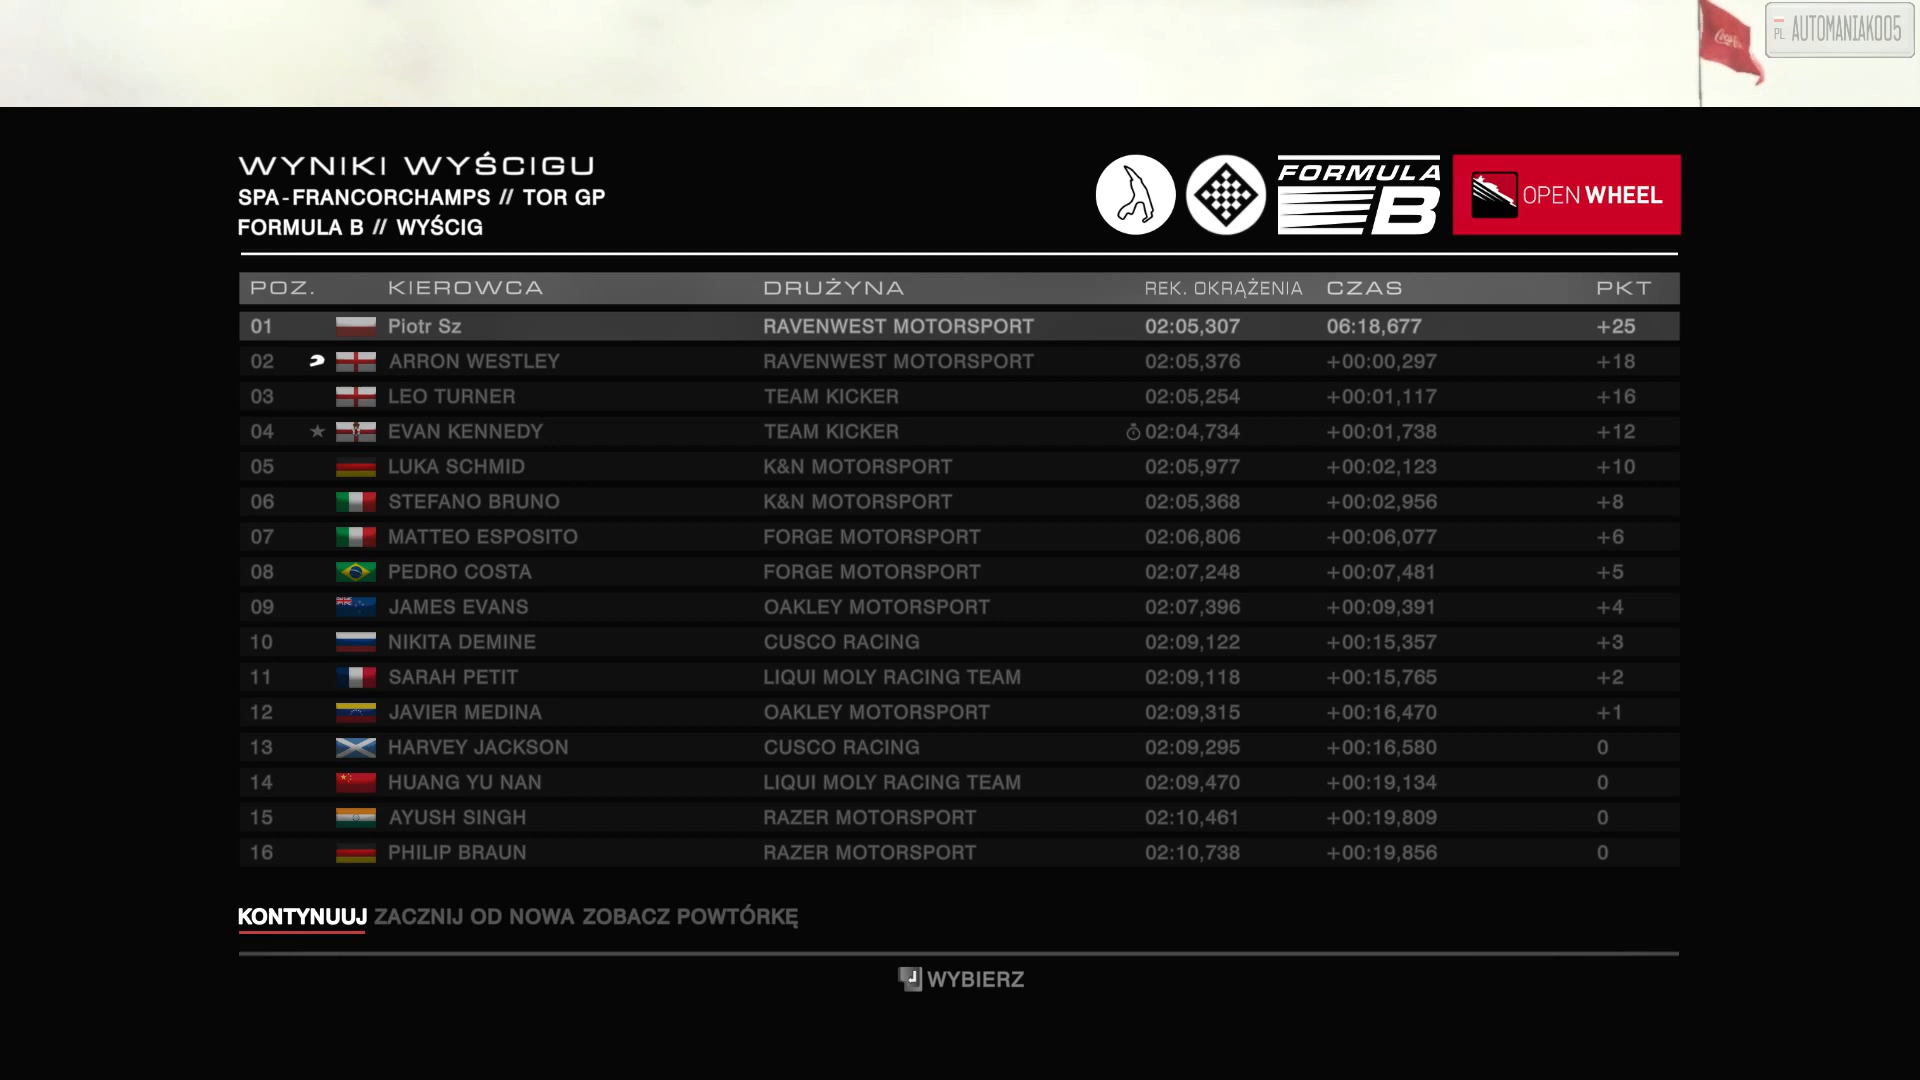 PL AUTOMANIAK005
Coca-Cola
WYNIKI WYŚCIGU
SPA-FRANCORCHAMPS // TOR GP
FORMULA B // WYŚCIG
FORMULA B
OPEN WHEEL
POZ. KIEROWCA DRUŻYNA REK. OKRĄŻENIA CZAS PKT
01 Piotr Sz RAVENWEST MOTORSPORT 02:05,307 06:18,677 +25
02 ARRON WESTLEY RAVENWEST MOTORSPORT 02:05,376 +00:00,297 +18
03 LEO TURNER TEAM KICKER 02:05,254 +00:01,117 +16
04 EVAN KENNEDY TEAM KICKER 02:04,734 +00:01,738 +12
05 LUKA SCHMID K&N MOTORSPORT 02:05,977 +00:02,123 +10
06 STEFANO BRUNO K&N MOTORSPORT 02:05,368 +00:02,956 +8
07 MATTEO ESPOSITO FORGE MOTORSPORT 02:06,806 +00:06,077 +6
08 PEDRO COSTA FORGE MOTORSPORT 02:07,248 +00:07,481 +5
09 JAMES EVANS OAKLEY MOTORSPORT 02:07,396 +00:09,391 +4
10 NIKITA DEMINE CUSCO RACING 02:09,122 +00:15,357 +3
11 SARAH PETIT LIQUI MOLY RACING TEAM 02:09,118 +00:15,765 +2
12 JAVIER MEDINA OAKLEY MOTORSPORT 02:09,315 +00:16,470 +1
13 HARVEY JACKSON CUSCO RACING 02:09,295 +00:16,580 0
14 HUANG YU NAN LIQUI MOLY RACING TEAM 02:09,470 +00:19,134 0
15 AYUSH SINGH RAZER MOTORSPORT 02:10,461 +00:19,809 0
16 PHILIP BRAUN RAZER MOTORSPORT 02:10,738 +00:19,856 0
KONTYNUUJ ZACZNIJ OD NOWA ZOBACZ POWTÓRKĘ
WYBIERZ